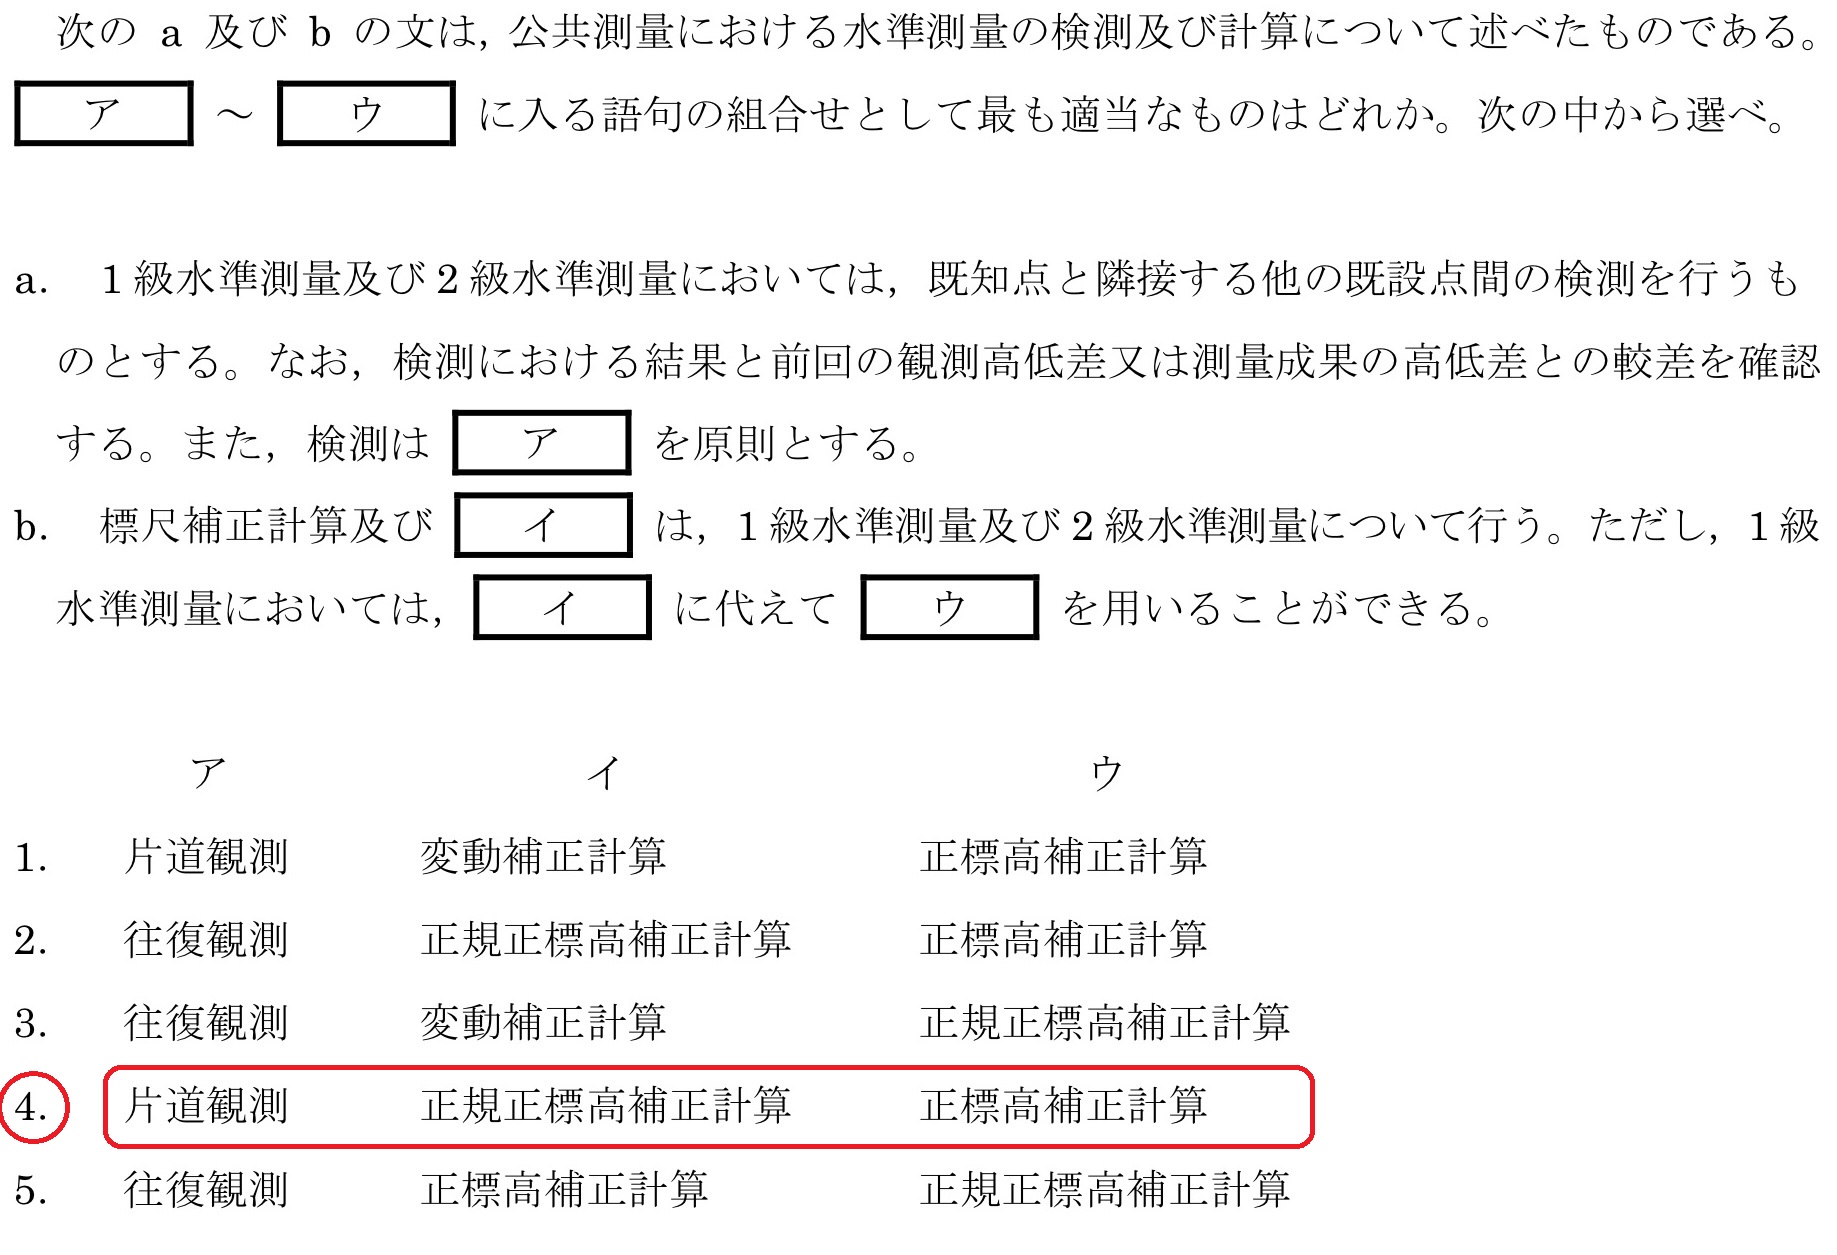 次の a 及び b の文は,公共測量における水準測量の検測及び計算について述べたものである。
ア ～ ウ に入る語句の組合せとして最も適当なものはどれか。次の中から選べ。
a. 1級水準測量及び2級水準測量においては,既知点と隣接する他の既設点間の検測を行うも
のとする。なお,検測における結果と前回の観測高低差又は測量成果の高低差との較差を確認
する。また,検測は ア を原則とする。
b. 標尺補正計算及び イ は,1級水準測量及び2級水準測量について行う。ただし,1級
水準測量においては, イ に代えて ウ を用いることができる。
ア イ ウ
1. 片道観測 変動補正計算 正標高補正計算
2. 往復観測 正規正標高補正計算 正標高補正計算
3. 往復観測 変動補正計算 正規正標高補正計算
4. 片道観測 正規正標高補正計算 正標高補正計算
5. 往復観測 正標高補正計算 正規正標高補正計算